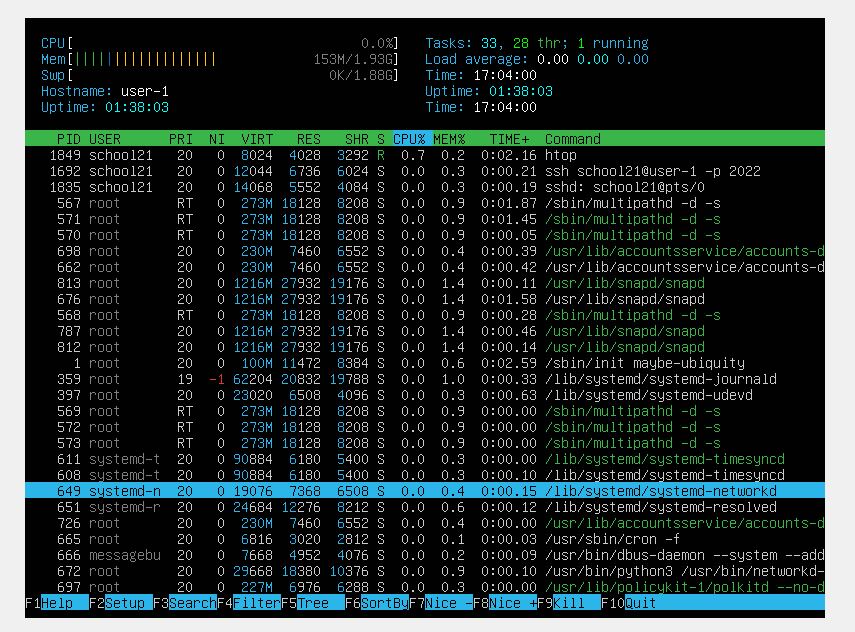 CPU[ 0.0%] Tasks: 33, 28 thr; 1 running
Mem[||||||||||||||||||| 153M/1.93G] Load average: 0.00 0.00 0.00
Swp[ 0K/1.88G] Time: 17:04:00
Hostname: user-1 Uptime: 01:38:03
Uptime: 01:38:03 Time: 17:04:00
PID USER PRI NI VIRT RES SHR S CPU% MEM% TIME+ Command
1849 school21 20 0 8024 4028 3292 R 0.7 0.2 0:02.16 htop
1692 school21 20 0 12044 6736 6024 S 0.0 0.3 0:00.21 ssh school21@user-1 -p 2022
1835 school21 20 0 14068 5552 4084 S 0.0 0.3 0:00.19 sshd: school21@pts/0
567 root RT 0 273M 18128 8208 S 0.0 0.9 0:01.87 /sbin/multipathd -d -s
571 root RT 0 273M 18128 8208 S 0.0 0.9 0:01.45 /sbin/multipathd -d -s
570 root RT 0 273M 18128 8208 S 0.0 0.9 0:00.05 /sbin/multipathd -d -s
698 root 20 0 230M 7460 6552 S 0.0 0.4 0:00.39 /usr/lib/accountsservice/accounts-d
662 root 20 0 230M 7460 6552 S 0.0 0.4 0:00.42 /usr/lib/accountsservice/accounts-d
813 root 20 0 1216M 27932 19176 S 0.0 1.4 0:00.11 /usr/lib/snapd/snapd
676 root 20 0 1216M 27932 19176 S 0.0 1.4 0:01.58 /usr/lib/snapd/snapd
568 root RT 0 273M 18128 8208 S 0.0 0.9 0:00.28 /sbin/multipathd -d -s
787 root 20 0 1216M 27932 19176 S 0.0 1.4 0:00.46 /usr/lib/snapd/snapd
812 root 20 0 1216M 27932 19176 S 0.0 1.4 0:00.14 /usr/lib/snapd/snapd
1 root 20 0 100M 11472 8384 S 0.0 0.6 0:02.59 /sbin/init maybe-ubiquity
359 root 19 -1 62204 20832 19788 S 0.0 1.0 0:00.33 /lib/systemd/systemd-journald
397 root 20 0 23020 6508 4096 S 0.0 0.3 0:00.63 /lib/systemd/systemd-udevd
569 root RT 0 273M 18128 8208 S 0.0 0.9 0:00.00 /sbin/multipathd -d -s
572 root RT 0 273M 18128 8208 S 0.0 0.9 0:00.00 /sbin/multipathd -d -s
573 root RT 0 273M 18128 8208 S 0.0 0.9 0:00.00 /sbin/multipathd -d -s
611 systemd-t 20 0 90884 6180 5400 S 0.0 0.3 0:00.00 /lib/systemd/systemd-timesyncd
608 systemd-t 20 0 90884 6180 5400 S 0.0 0.3 0:00.10 /lib/systemd/systemd-timesyncd
649 systemd-n 20 0 19076 7368 6508 S 0.0 0.4 0:00.15 /lib/systemd/systemd-networkd
651 systemd-r 20 0 24684 12276 8212 S 0.0 0.6 0:00.12 /lib/systemd/systemd-resolved
726 root 20 0 230M 7460 6552 S 0.0 0.4 0:00.00 /usr/lib/accountsservice/accounts-d
665 root 20 0 6816 3020 2812 S 0.0 0.1 0:00.03 /usr/sbin/cron -f
666 messagebu 20 0 7668 4952 4076 S 0.0 0.2 0:00.09 /usr/bin/dbus-daemon --system --add
672 root 20 0 29668 18380 10376 S 0.0 0.9 0:00.10 /usr/bin/python3 /usr/bin/networkd-
697 root 20 0 227M 6976 6288 S 0.0 0.3 0:00.00 /usr/lib/policykit-1/polkitd --no-d
F1Help F2Setup F3SearchF4FilterF5Tree F6SortByF7Nice -F8Nice +F9Kill F10Quit